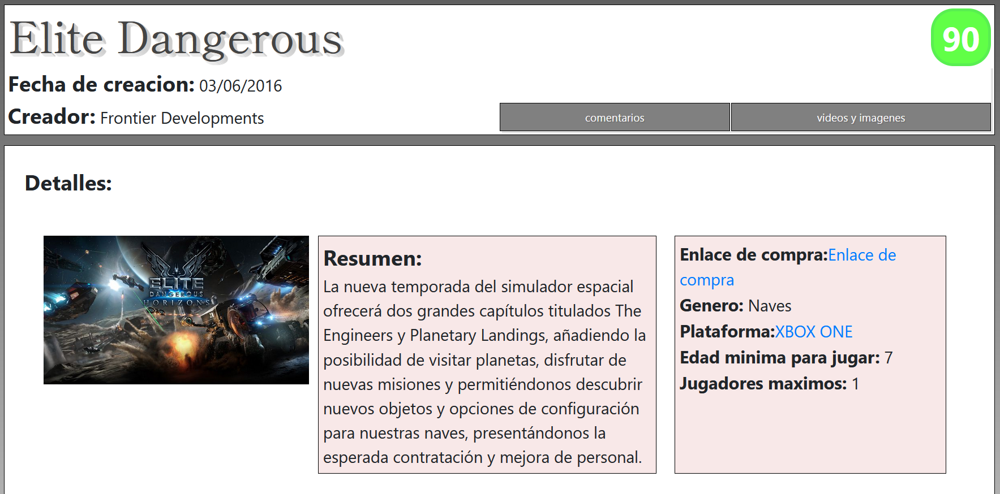 Elite Dangerous
90
Fecha de creacion: 03/06/2016
Creador: Frontier Developments
comentarios
videos y imagenes
Detalles:
ELITE
DANGEROUS
HORIZONS
Resumen:
La nueva temporada del simulador espacial
ofrecerá dos grandes capítulos titulados The
Engineers y Planetary Landings, añadiendo la
posibilidad de visitar planetas, disfrutar de
nuevas misiones y permitiéndonos descubrir
nuevos objetos y opciones de configuración
para nuestras naves, presentándonos la
esperada contratación y mejora de personal.
Enlace de compra:Enlace de
compra
Genero: Naves
Plataforma:XBOX ONE
Edad minima para jugar: 7
Jugadores maximos: 1